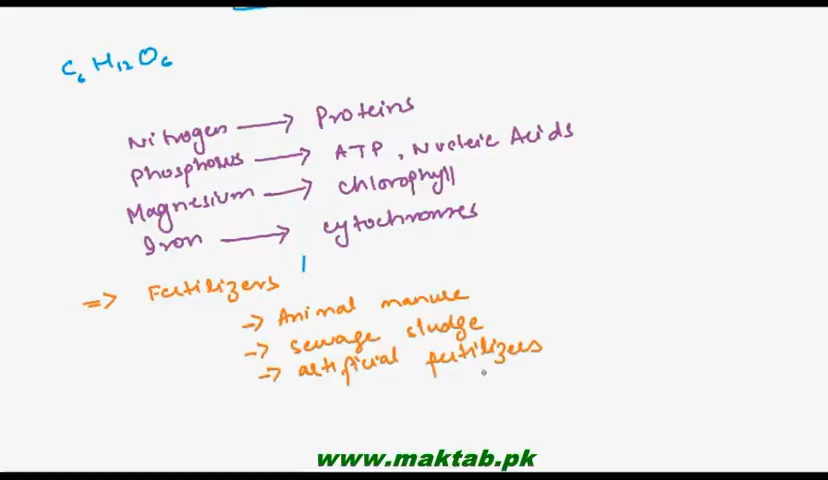 C₆H₁₂O₆
Nitrogen → Proteins
Phosphorus → ATP, Nucleic Acids
Magnesium → chlorophyll
Iron → cytochromes
⇒ Fertilizers
→ Animal manure
→ sewage sludge
→ artificial fertilizers
www.maktab.pk